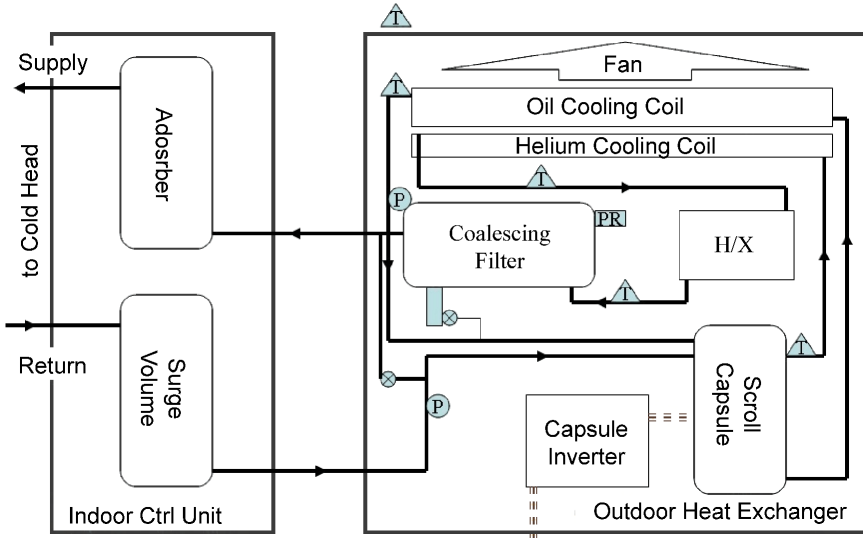 T
Supply
Fan
T
Oil Cooling Coil
Adosrber
Helium Cooling Coil
T
to Cold Head
P
PR
Coalescing
Filter
H/X
T
Return
Surge
Volume
T
Scroll
Capsule
P
Capsule
Inverter
Indoor Ctrl Unit
Outdoor Heat Exchanger